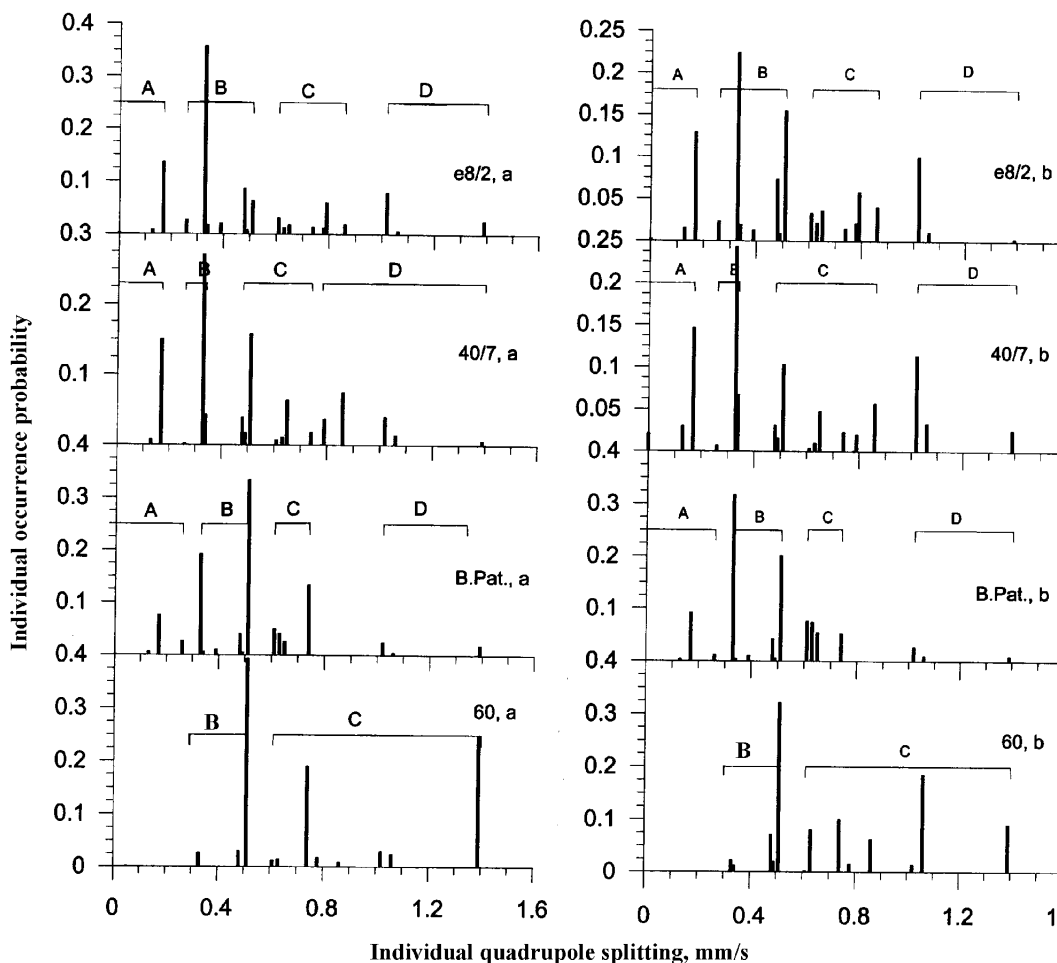 0.4
0.3
0.2
0.1
0.3
A
B
C
D
e8/2, a
0.2
0.1
0.4
A
B
C
D
40/7, a
0.3
0.2
0.1
0.4
A
B
C
D
B.Pat., a
0.3
0.2
0.1
0
B
C
60, a
0
0.4
0.8
1.2
1.6
0.25
0.2
0.15
0.1
0.05
0.25
A
B
C
D
e8/2, b
0.2
0.15
0.1
0.05
0.4
A
C
D
40/7, b
0.3
0.2
0.1
0.4
A
B
C
D
B.Pat., b
0.3
0.2
0.1
0
B
C
60, b
0
0.4
0.8
1.2
Individual occurrence probability
Individual quadrupole splitting, mm/s